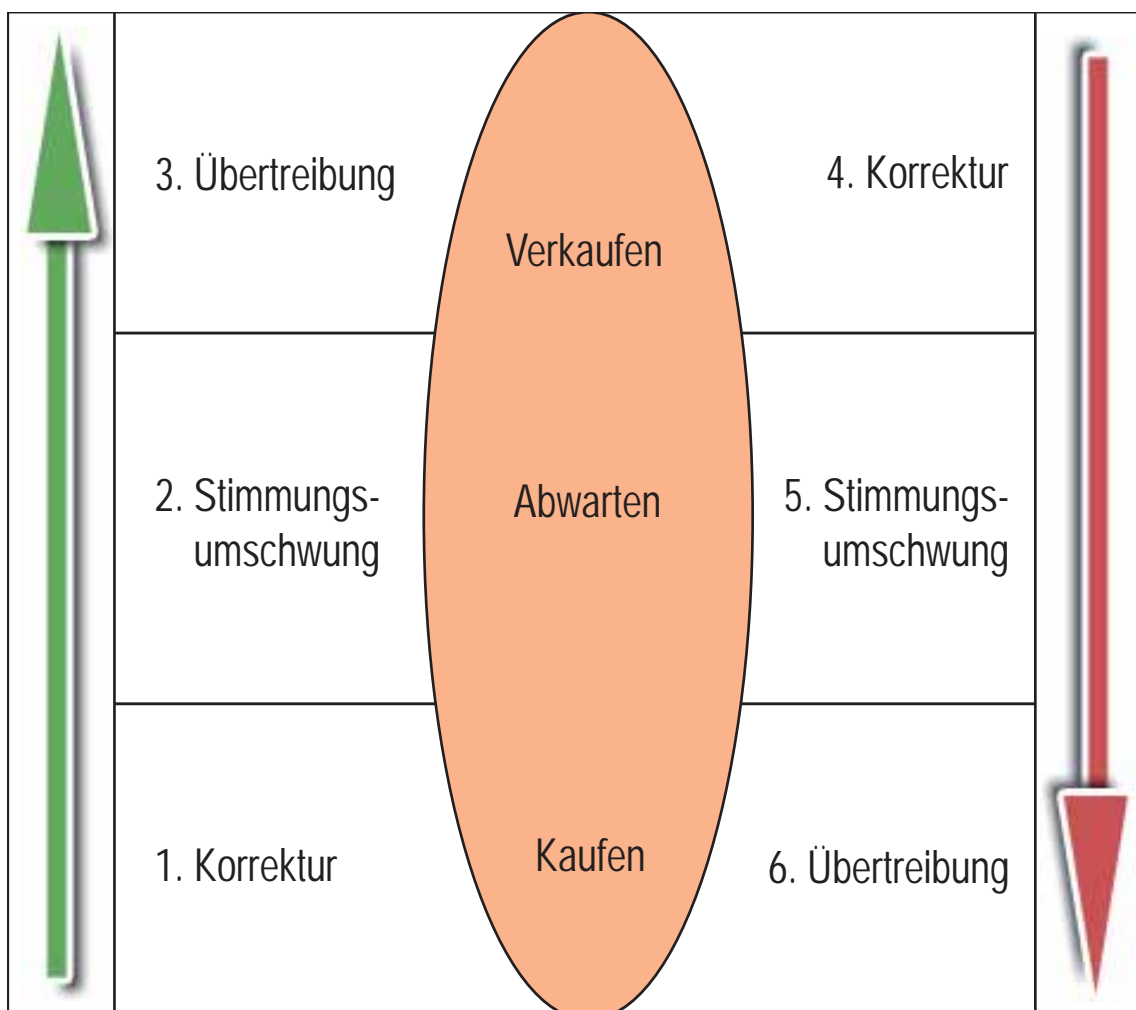 3. Übertreibung
4. Korrektur
Verkaufen
2. Stimmungs-
umschwung
Abwarten
5. Stimmungs-
umschwung
1. Korrektur
Kaufen
6. Übertreibung